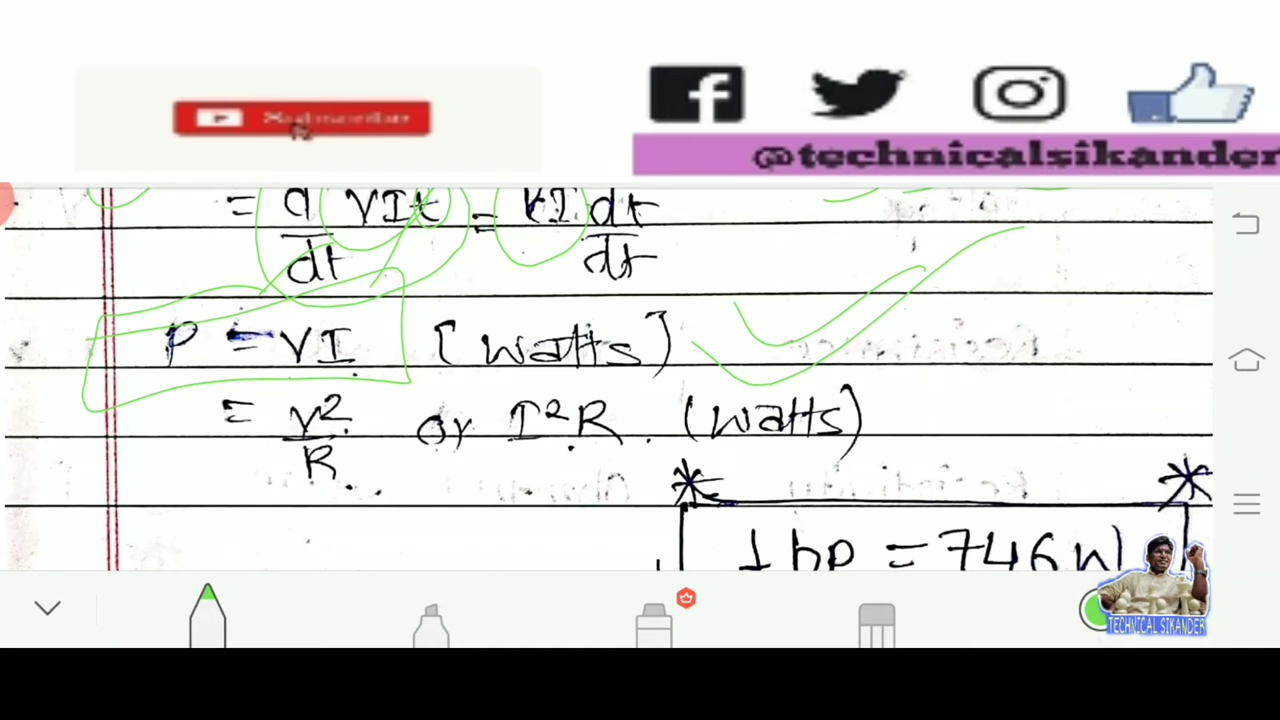 @technicalsikander
= d/dt VIt = VI dt/dt
P = VI [watts]
= V²/R or I²R. (watts)
1 hp = 746 W
TECHNICAL SIKANDER